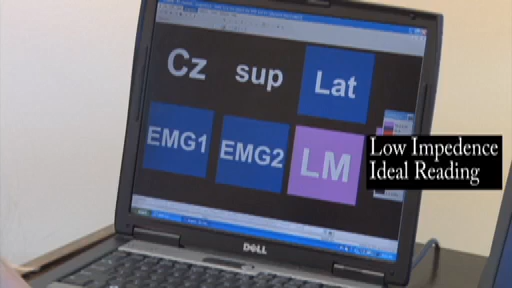 Cz sup Lat
EMG1 EMG2 LM
Low Impedence
Ideal Reading
DELL